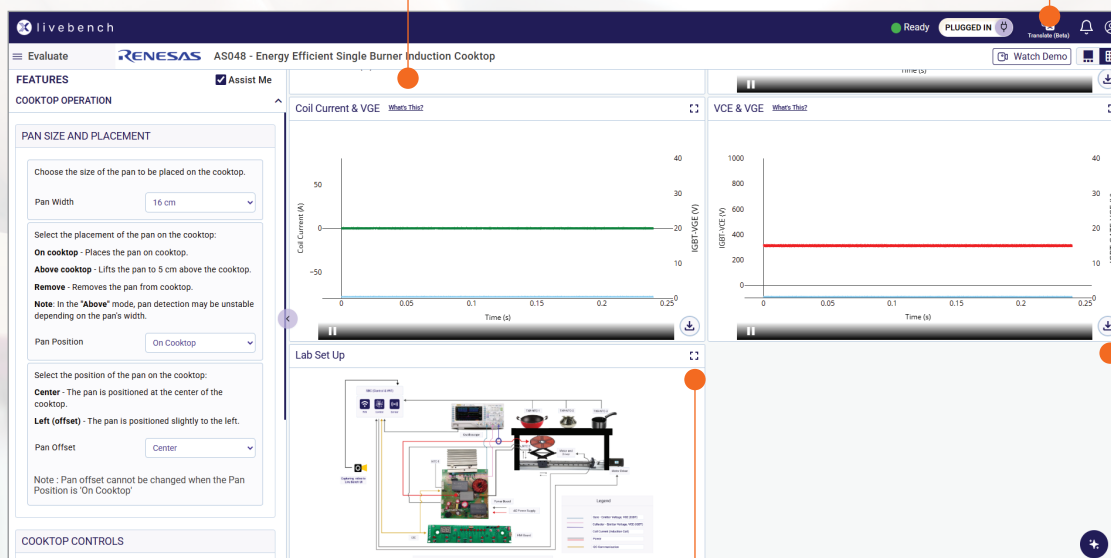 livebench
Ready
PLUGGED IN
Translate (Beta)
Evaluate
RENESAS
AS048 - Energy Efficient Single Burner Induction Cooktop
Watch Demo
FEATURES
Assist Me
COOKTOP OPERATION
PAN SIZE AND PLACEMENT
Choose the size of the pan to be placed on the cooktop.
Pan Width
16 cm
Select the placement of the pan on the cooktop:
On cooktop - Places the pan on cooktop.
Above cooktop - Lifts the pan to 5 cm above the cooktop.
Remove - Removes the pan from cooktop.
Note: In the "Above" mode, pan detection may be unstable
depending on the pan's width.
Pan Position
On Cooktop
Select the position of the pan on the cooktop:
Center - The pan is positioned at the center of the
cooktop.
Left (offset) - The pan is positioned slightly to the left.
Pan Offset
Center
Note : Pan offset cannot be changed when the Pan
Position is 'On Cooktop'
COOKTOP CONTROLS
Time (s)
Coil Current & VGE
What's This?
50
0
−50
Coil Current (A)
40
30
20
10
0
IGBT-VGE (V)
0
0.05
0.1
0.15
0.2
0.25
Time (s)
VCE & VGE
What's This?
1000
800
600
400
200
0
IGBT-VCE (V)
40
30
20
10
0
0
0.05
0.1
0.15
0.2
0.25
Time (s)
Lab Set Up
Power Board
Legend